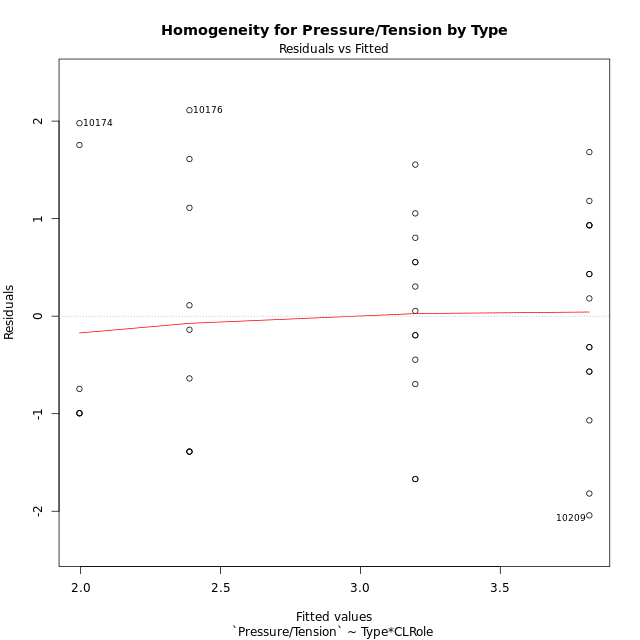 Homogeneity for Pressure/Tension by Type
Residuals vs Fitted
10174
10176
10209
2
1
0
-1
-2
Residuals
2.0 2.5 3.0 3.5
Fitted values
`Pressure/Tension` ~ Type*CLRole